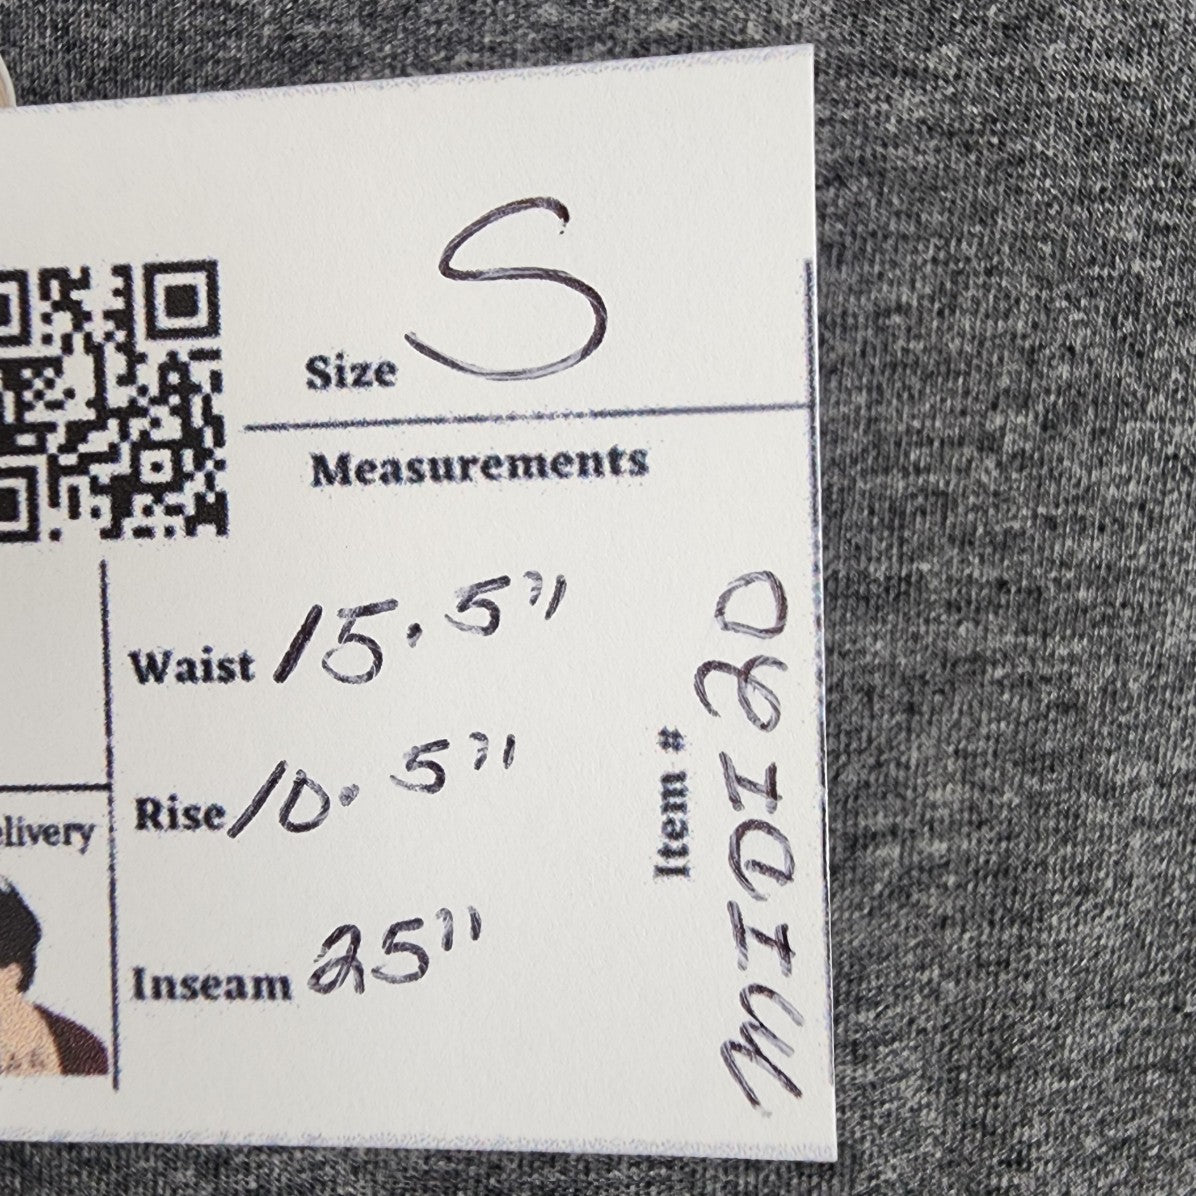 Size S
Measurements
Waist 15.5"
Rise 10.5"
Inseam 25"
Item # MIDI20
elivery